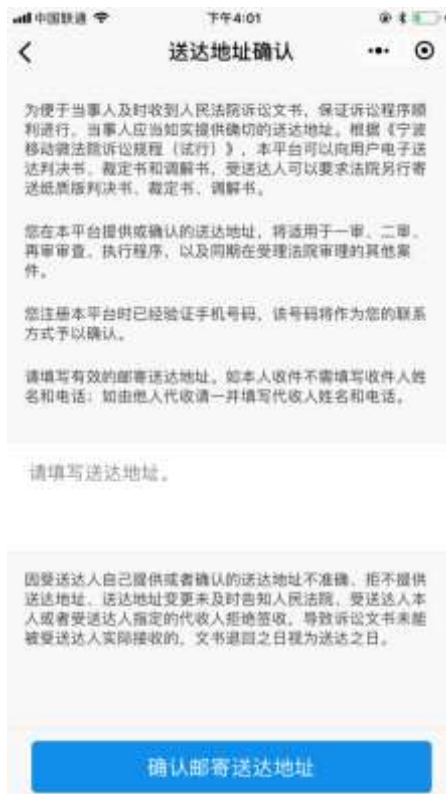 中国联通
下午4:01
送达地址确认
为便于当事人及时收到人民法院诉讼文书、保证诉讼程序顺
利进行，当事人应当如实提供确切的送达地址。根据《宁波
移动微法院诉讼规程（试行）》，本平台可以向用户电子送
达判决书、裁定书和调解书，受送达人可以要求法院另行寄
送纸质版判决书、裁定书、调解书。
您在本平台提供或确认的送达地址，将适用于一审、二审、
再审审查、执行程序，以及同期在受理法院审理的其他案
件。
您注册本平台时已经验证手机号码，该号码将作为您的联系
方式予以确认。
请填写有效的邮寄送达地址。如本人收件不需填写收件人姓
名和电话；如由他人代收请一并填写代收人姓名和电话。
请填写送达地址。
因受送达人自己提供或者确认的送达地址不准确、拒不提供
送达地址、送达地址变更未及时告知人民法院、受送达人本
人或者受送达人指定的代收人拒绝签收，导致诉讼文书未能
被受送达人实际接收的，文书退回之日视为送达之日。
确认邮寄送达地址